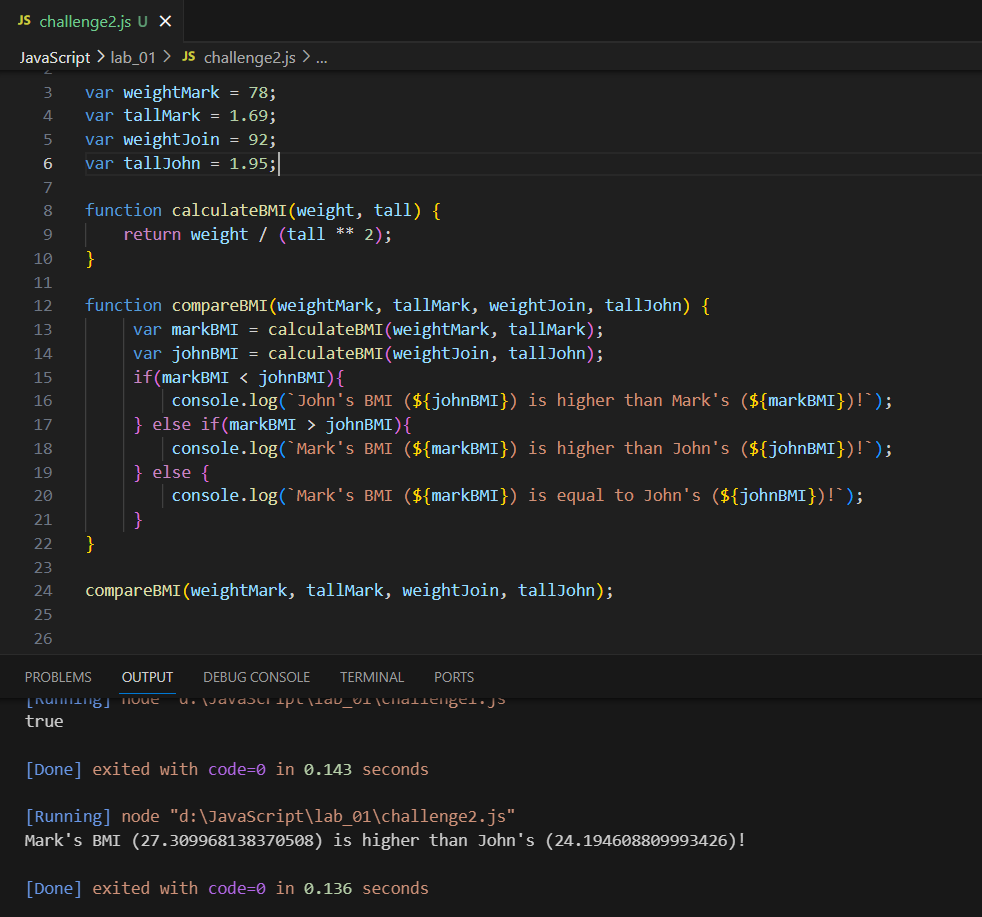 JS challenge2.js U ×
JavaScript > lab_01 > JS challenge2.js > ...
2
3 var weightMark = 78;
4 var tallMark = 1.69;
5 var weightJoin = 92;
6 var tallJohn = 1.95;
7
8 function calculateBMI(weight, tall) {
9     return weight / (tall ** 2);
10 }
11
12 function compareBMI(weightMark, tallMark, weightJoin, tallJohn) {
13     var markBMI = calculateBMI(weightMark, tallMark);
14     var johnBMI = calculateBMI(weightJoin, tallJohn);
15     if(markBMI < johnBMI){
16         console.log(`John's BMI (${johnBMI}) is higher than Mark's (${markBMI})!`);
17     } else if(markBMI > johnBMI){
18         console.log(`Mark's BMI (${markBMI}) is higher than John's (${johnBMI})!`);
19     } else {
20         console.log(`Mark's BMI (${markBMI}) is equal to John's (${johnBMI})!`);
21     }
22 }
23
24 compareBMI(weightMark, tallMark, weightJoin, tallJohn);
25
26
PROBLEMS OUTPUT DEBUG CONSOLE TERMINAL PORTS
[Running] node "d:\JavaScript\lab_01\challenge1.js"
true
[Done] exited with code=0 in 0.143 seconds
[Running] node "d:\JavaScript\lab_01\challenge2.js"
Mark's BMI (27.309968138370508) is higher than John's (24.194608809993426)!
[Done] exited with code=0 in 0.136 seconds